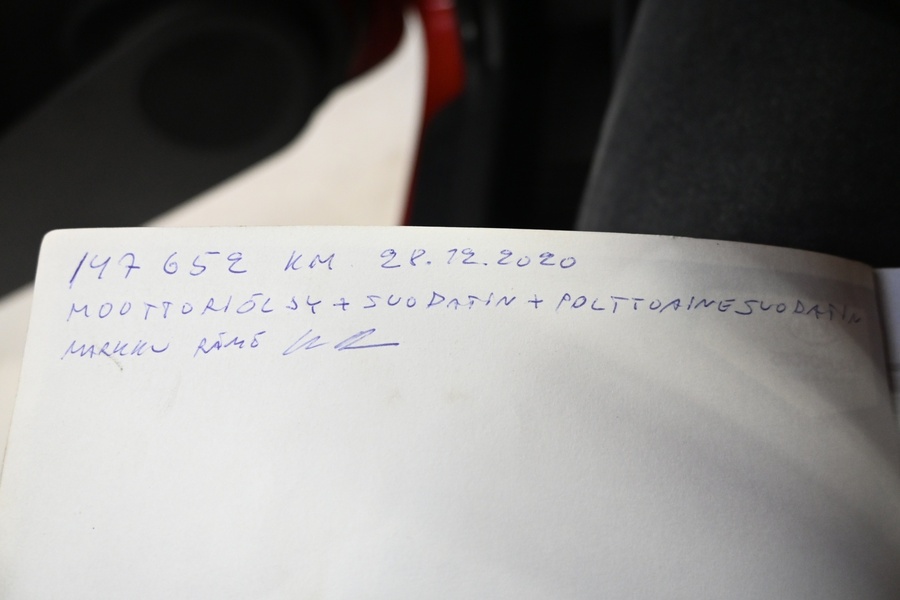 147 652 KM 28.12.2020
MOOTTORIÖLJY + SUODATIN + POLTTOAINESUODATIN
MARKKU RÄMÖ